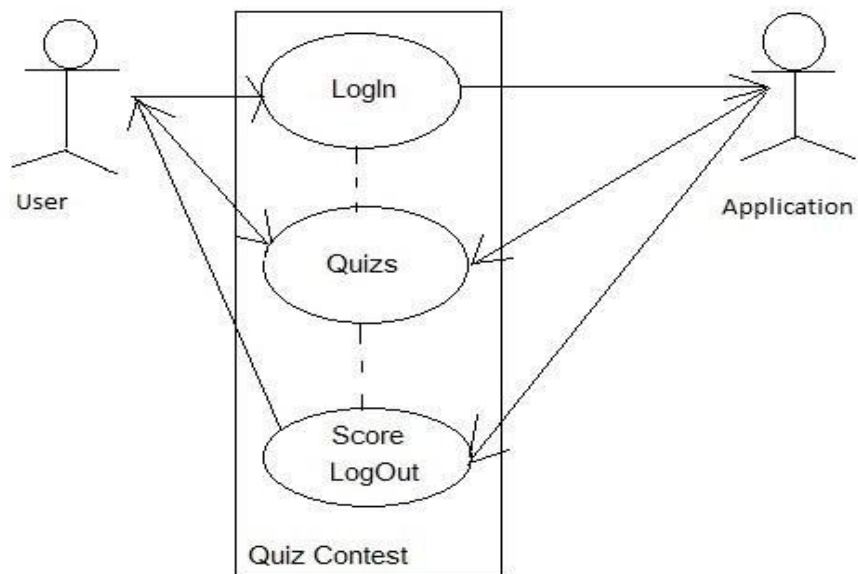 LogIn
User
Application
Quizs
Score
LogOut
Quiz Contest